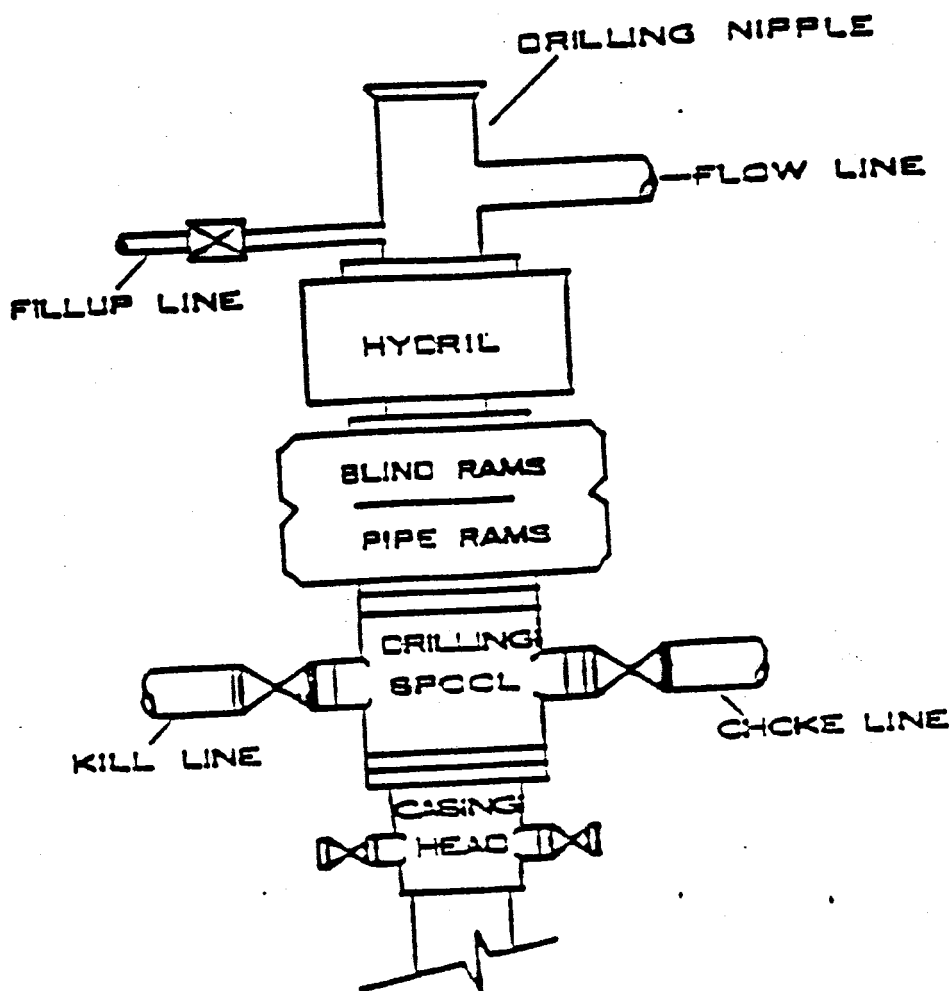 DRILLING NIPPLE
FLOW LINE
FILLUP LINE
HYDRIL
BLIND RAMS
PIPE RAMS
DRILLING
SPOOL
KILL LINE
CHOKE LINE
CASING
HEAD